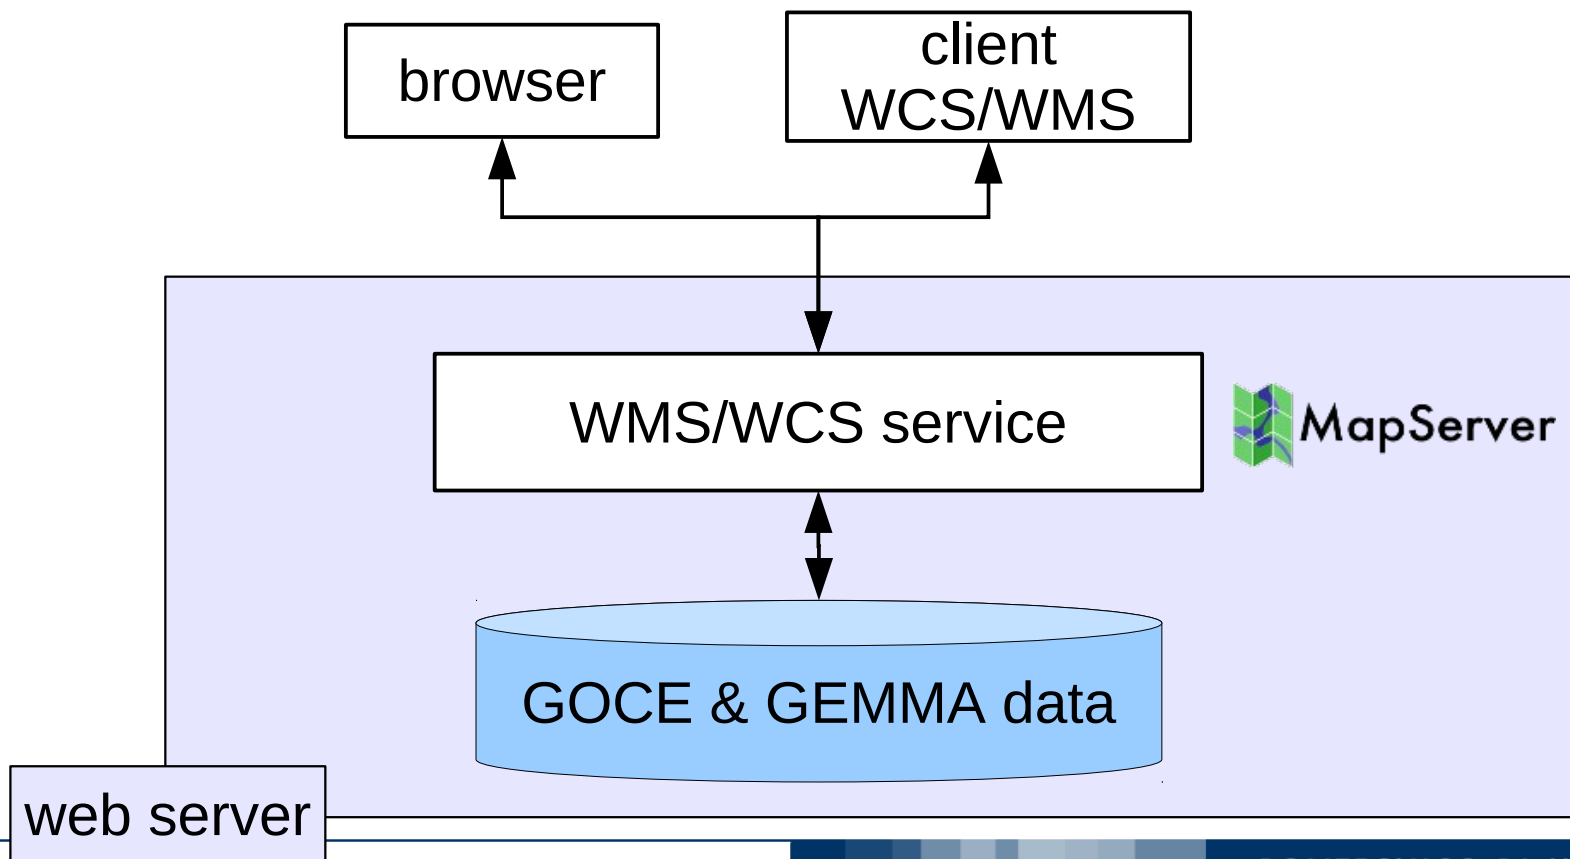 browser
client
WCS/WMS
WMS/WCS service
MapServer
GOCE & GEMMA data
web server